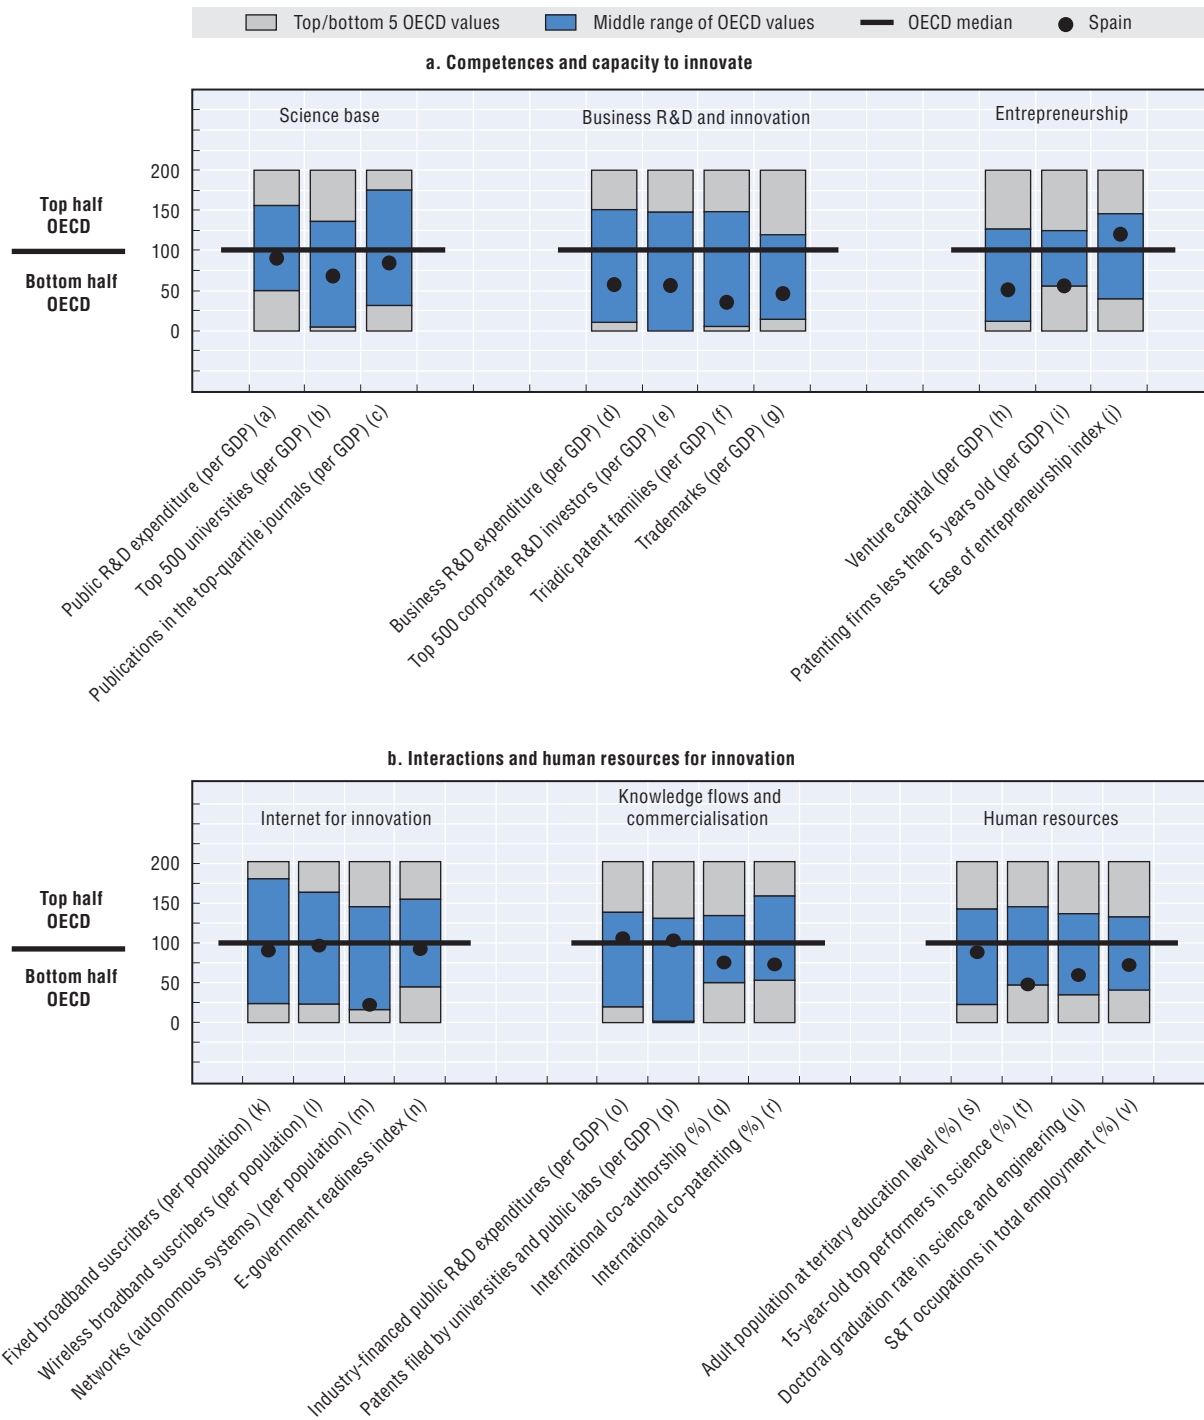 Top/bottom 5 OECD values Middle range of OECD values OECD median Spain
a. Competences and capacity to innovate
Science base Business R&D and innovation Entrepreneurship
200
150
100
50
0
Top half
OECD
Bottom half
OECD
Public R&D expenditure (per GDP) (a)
Top 500 universities (per GDP) (b)
Publications in the top-quartile journals (per GDP) (c)
Business R&D expenditure (per GDP) (d)
Top 500 corporate R&D investors (per GDP) (e)
Triadic patent families (per GDP) (f)
Trademarks (per GDP) (g)
Venture capital (per GDP) (h)
Patenting firms less than 5 years old (per GDP) (i)
Ease of entrepreneurship index (j)
b. Interactions and human resources for innovation
Internet for innovation
Knowledge flows and
commercialisation
Human resources
200
150
100
50
0
Top half
OECD
Bottom half
OECD
Fixed broadband suscribers (per population) (k)
Wireless broadband suscribers (per population) (l)
Networks (autonomous systems) (per population) (m)
E-government readiness index (n)
Industry-financed public R&D expenditures (per GDP) (o)
Patents filed by universities and public labs (per GDP) (p)
International co-authorship (%) (q)
International co-patenting (%) (r)
Adult population at tertiary education level (%) (s)
15-year-old top performers in science (%) (t)
Doctoral graduation rate in science and engineering (u)
S&T occupations in total employment (%) (v)